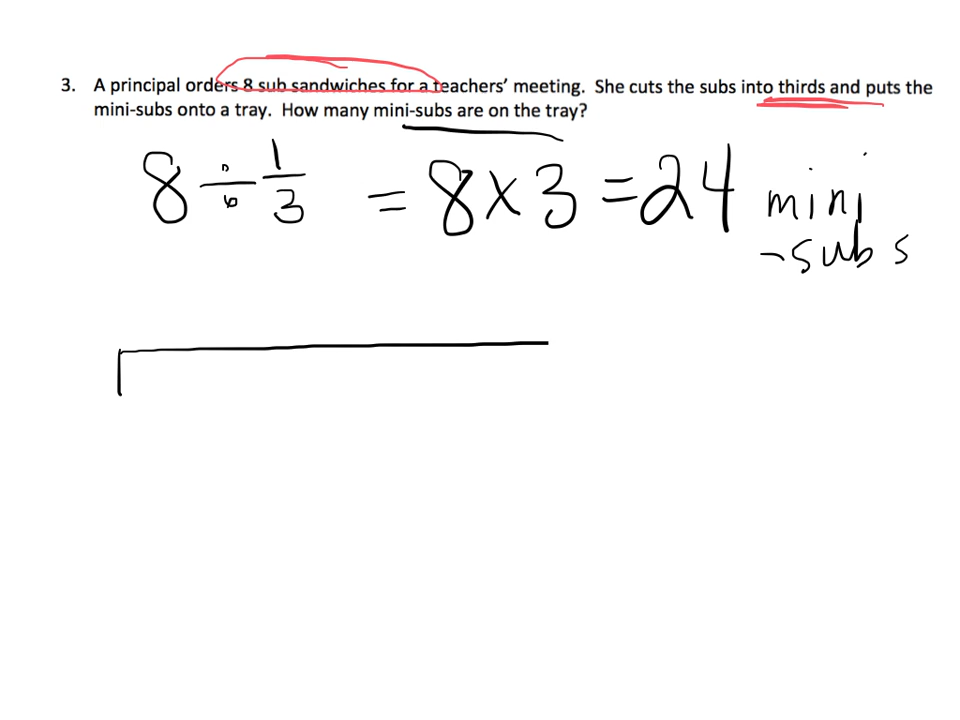 3. A principal orders 8 sub sandwiches for a teachers' meeting. She cuts the subs into thirds and puts the
mini-subs onto a tray. How many mini-subs are on the tray?
8 ÷ 1/3 = 8 x 3 = 24 mini
-subs